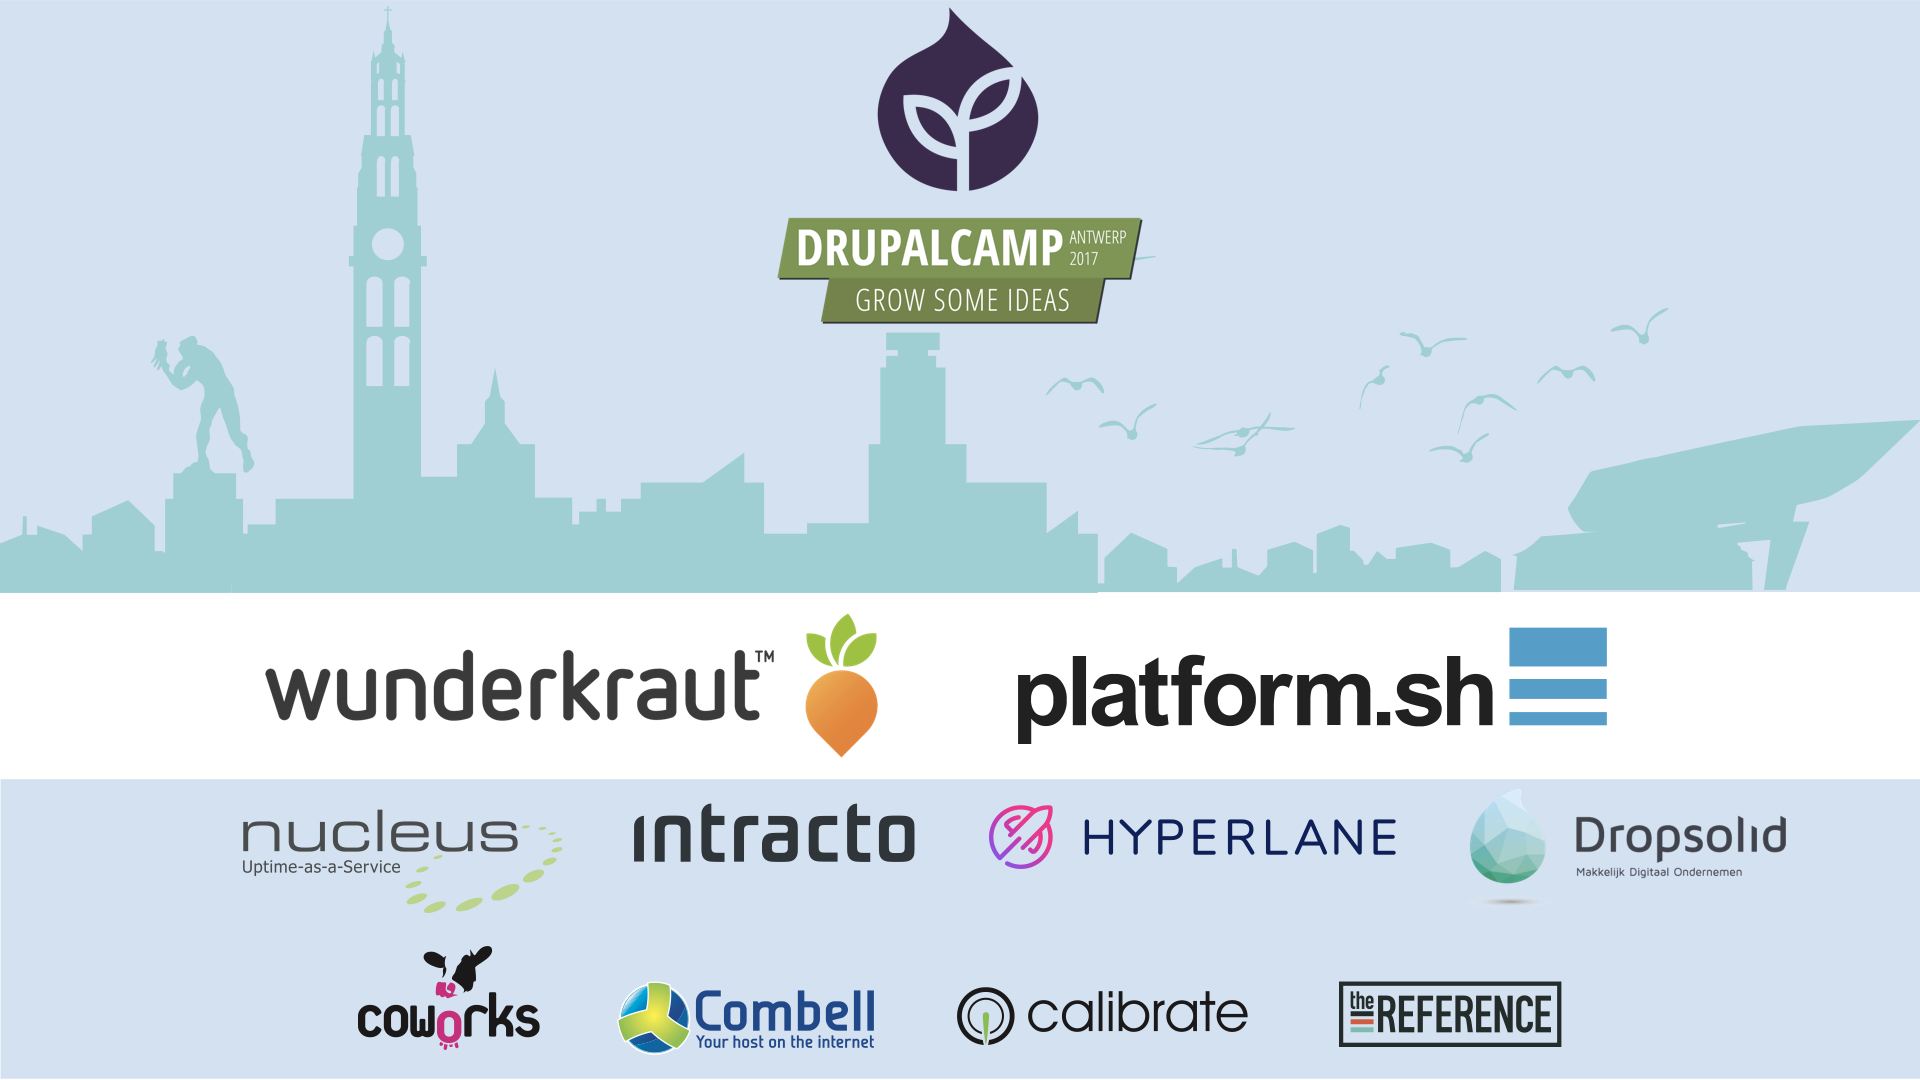 DRUPALCAMP ANTWERP 2017
GROW SOME IDEAS
wunderkraut™
platform.sh
nucleus
Uptime-as-a-Service
intracto
HYPERLANE
Dropsolid
Makkelijk Digitaal Ondernemen
coworks
Combell
Your host on the internet
calibrate
the REFERENCE